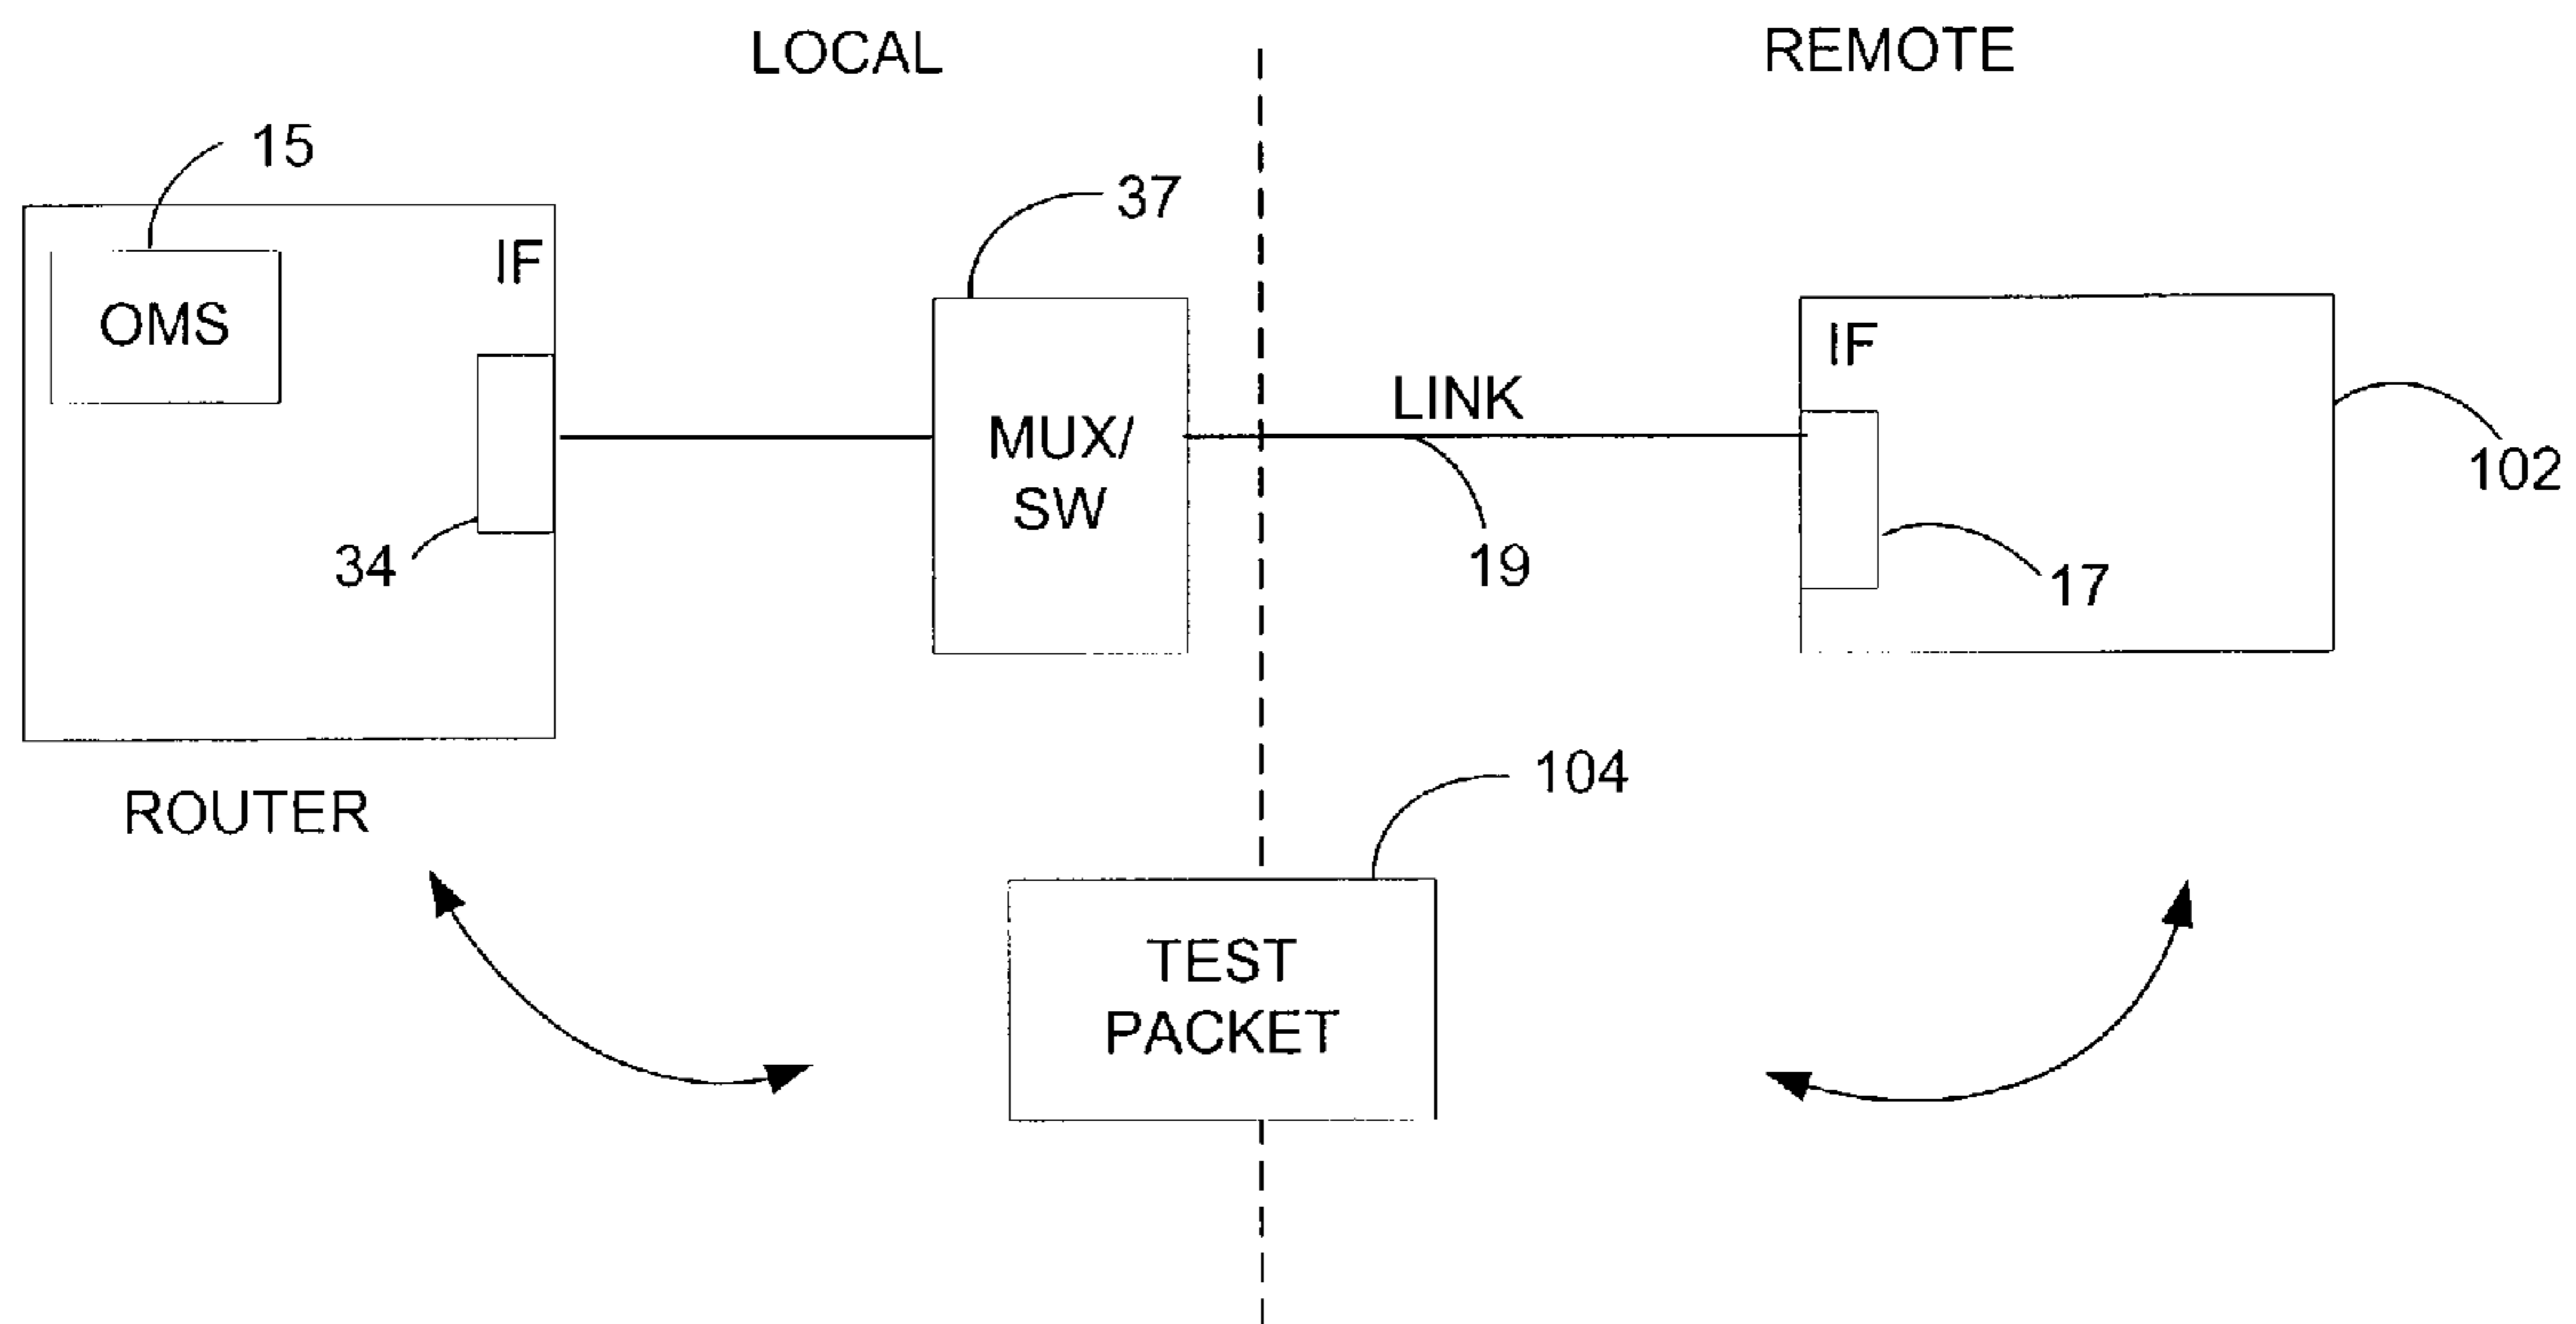 LOCAL
REMOTE
15
37
IF
OMS
IF
MUX/
SW
LINK
102
34
19
17
ROUTER
104
TEST
PACKET